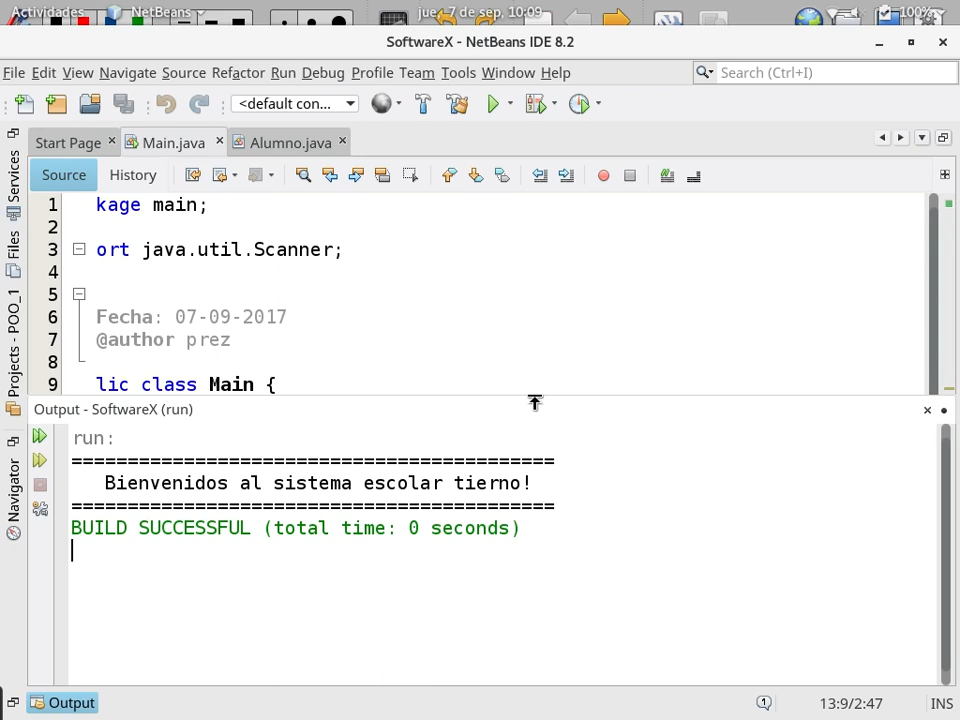 Actividades NetBeans jue 7 de sep, 10:09 100%
SoftwareX - NetBeans IDE 8.2
File Edit View Navigate Source Refactor Run Debug Profile Team Tools Window Help Search (Ctrl+I)
<default con...
Start Page Main.java Alumno.java
Source History
1 kage main;
2
3 ort java.util.Scanner;
4
5
6 Fecha: 07-09-2017
7 @author prez
8
9 lic class Main {
Services
Files
Projects - POO_1
Navigator
Output - SoftwareX (run)
run:
===========================================
Bienvenidos al sistema escolar tierno!
===========================================
BUILD SUCCESSFUL (total time: 0 seconds)
Output 1 13:9/2:47 INS